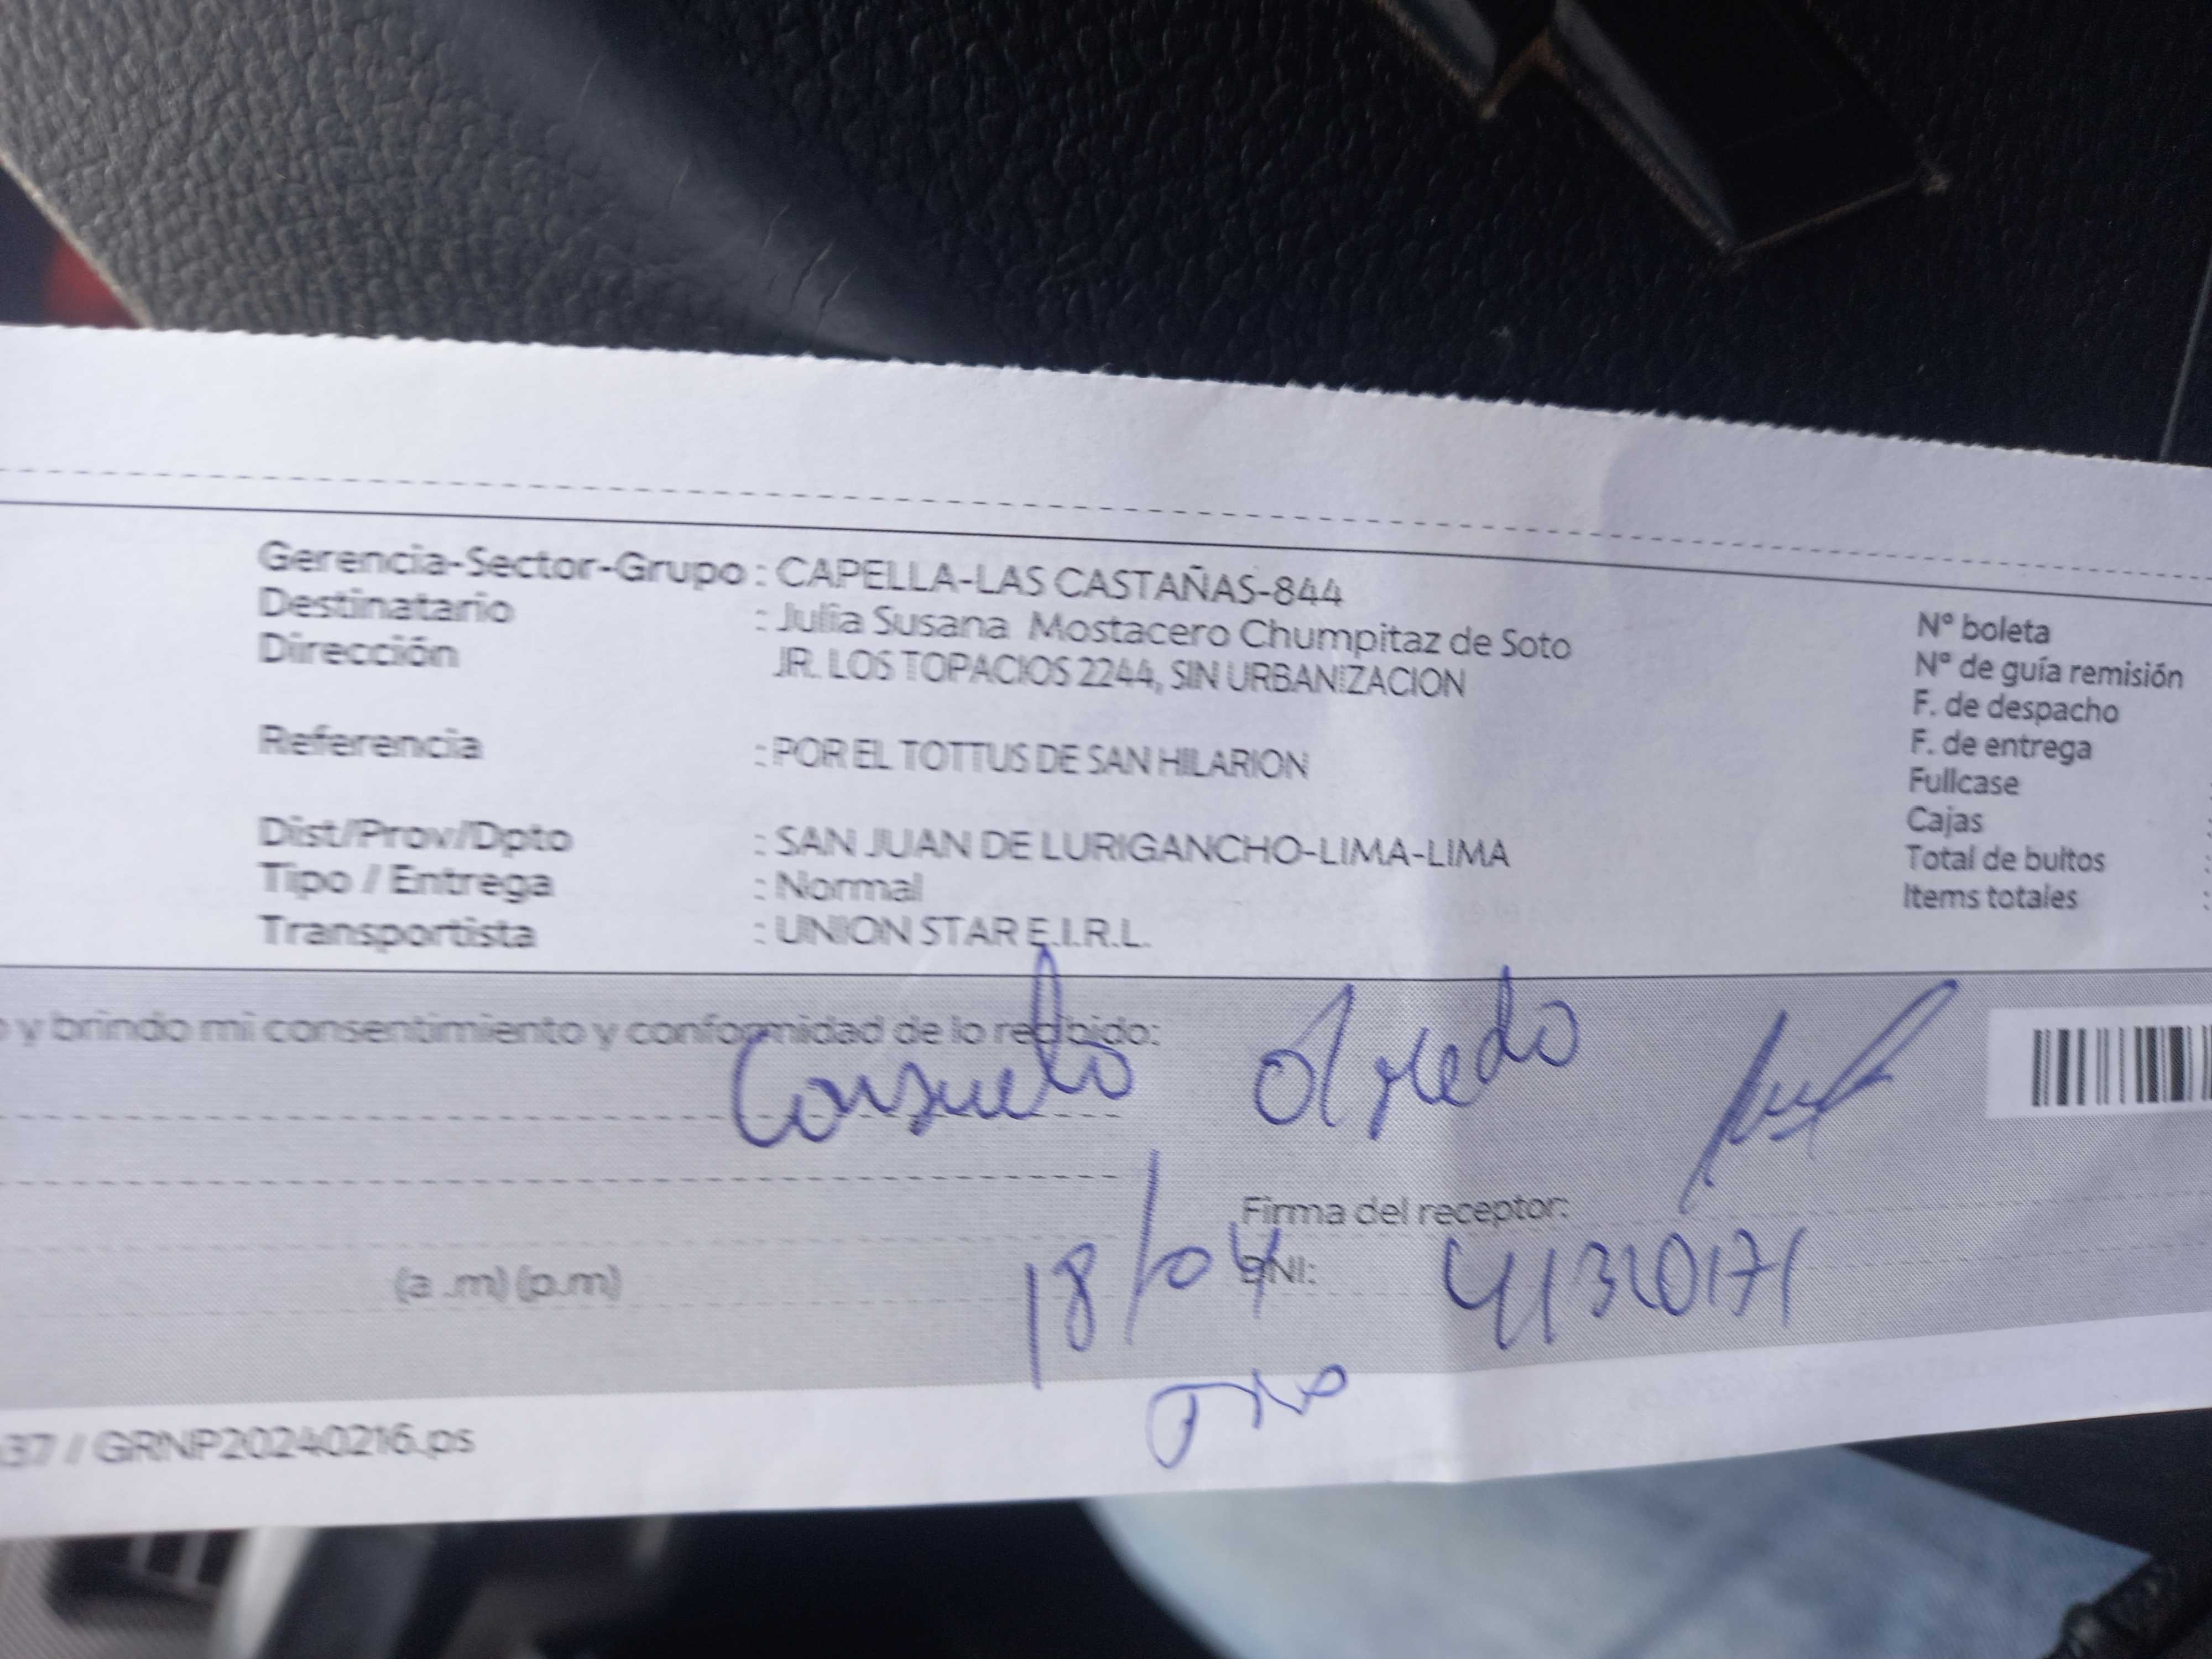 Gerencia-Sector-Grupo : CAPELLA-LAS CASTAÑAS-844
Destinatario : Julia Susana Mostacero Chumpitaz de Soto
Dirección JR. LOS TOPACIOS 2244, SIN URBANIZACION
Referencia : POR EL TOTTUS DE SAN HILARION
Dist/Prov/Dpto : SAN JUAN DE LURIGANCHO-LIMA-LIMA
Tipo / Entrega : Normal
Transportista : UNION STAR E.I.R.L.
N° boleta
N° de guía remisión
F. de despacho
F. de entrega
Fullcase :
Cajas :
Total de bultos :
Items totales :
y brindo mi consentimiento y conformidad de lo recibido:
Consuelo
Firma del receptor:
18/04
DNI: 41320171
(a .m) (p.m)
37 / GRNP20240216.ps